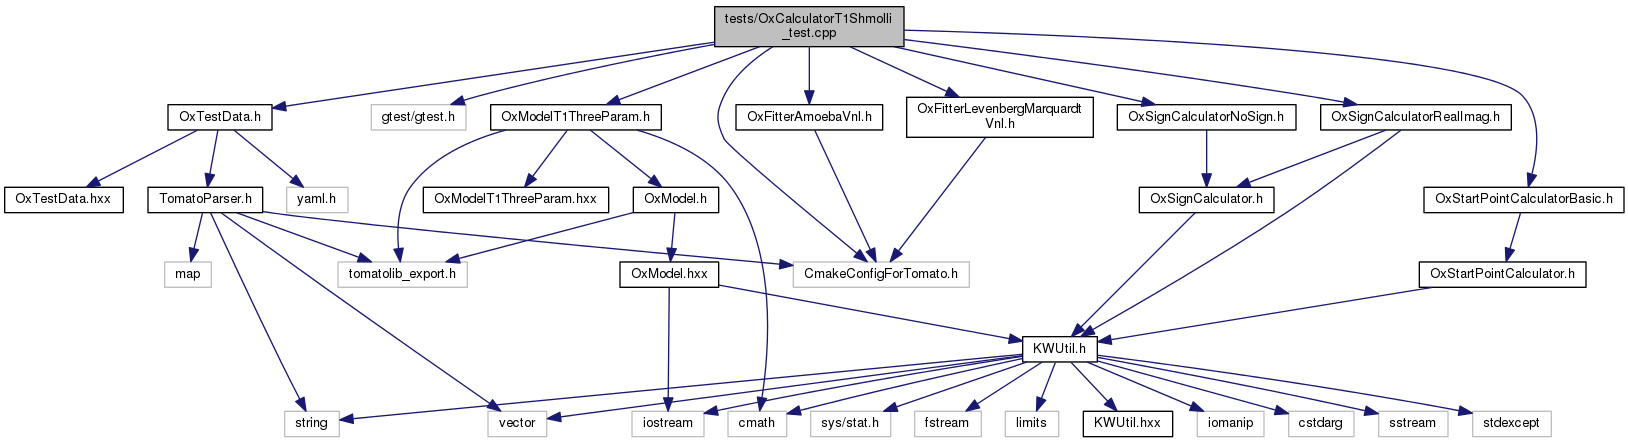 tests/OxCalculatorT1Shmolli
_test.cpp
OxTestData.h
gtest/gtest.h
OxModelT1ThreeParam.h
OxFitterAmoebaVnl.h
OxFitterLevenbergMarquardt
Vnl.h
OxSignCalculatorNoSign.h
OxSignCalculatorRealImag.h
OxTestData.hxx
TomatoParser.h
yaml.h
OxModelT1ThreeParam.hxx
OxModel.h
OxSignCalculator.h
OxStartPointCalculatorBasic.h
map
tomatolib_export.h
OxModel.hxx
CmakeConfigForTomato.h
OxStartPointCalculator.h
KWUtil.h
string
vector
iostream
cmath
sys/stat.h
fstream
limits
KWUtil.hxx
iomanip
cstdarg
sstream
stdexcept